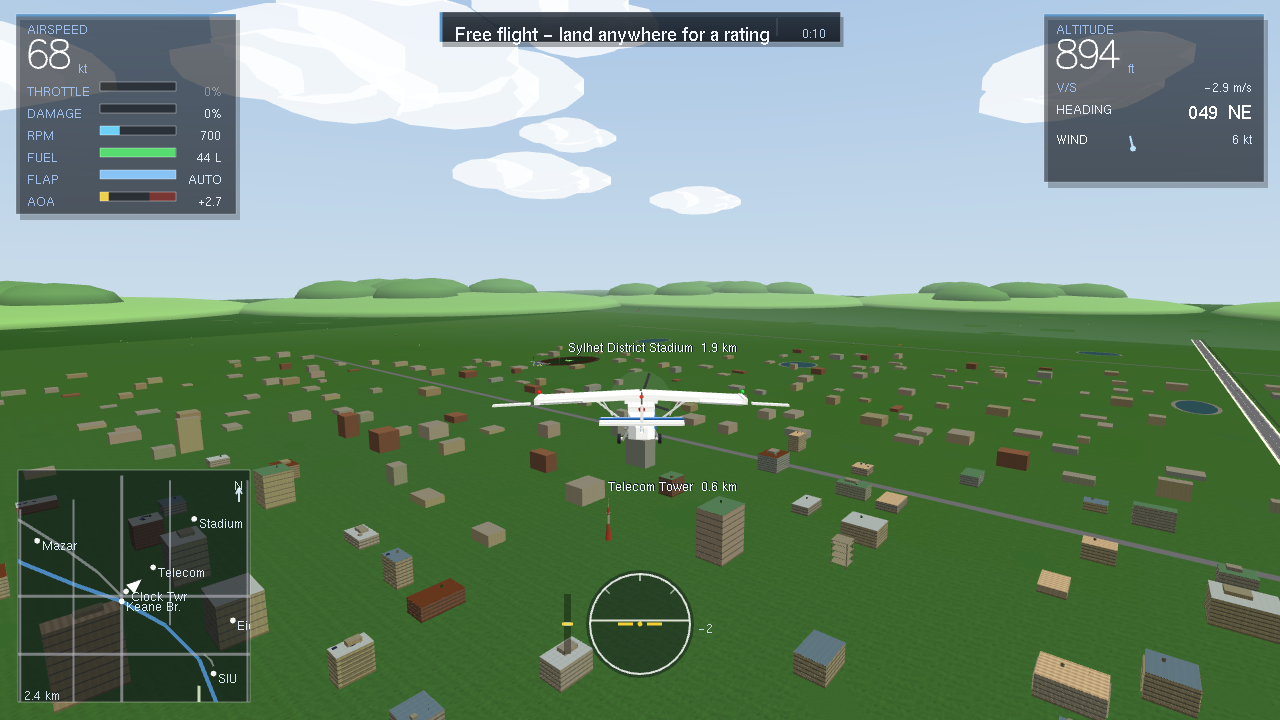 AIRSPEED
68 kt
THROTTLE 0%
DAMAGE 0%
RPM 700
FUEL 44 L
FLAP AUTO
AOA +2.7
Free flight – land anywhere for a rating 0:10
ALTITUDE
894 ft
V/S −2.9 m/s
HEADING 049 NE
WIND 6 kt
Sylhet District Stadium 1.9 km
Telecom Tower 0.6 km
N
Stadium
Mazar
Telecom
Clock Twr
Keane Br.
SIU
2.4 km
−2